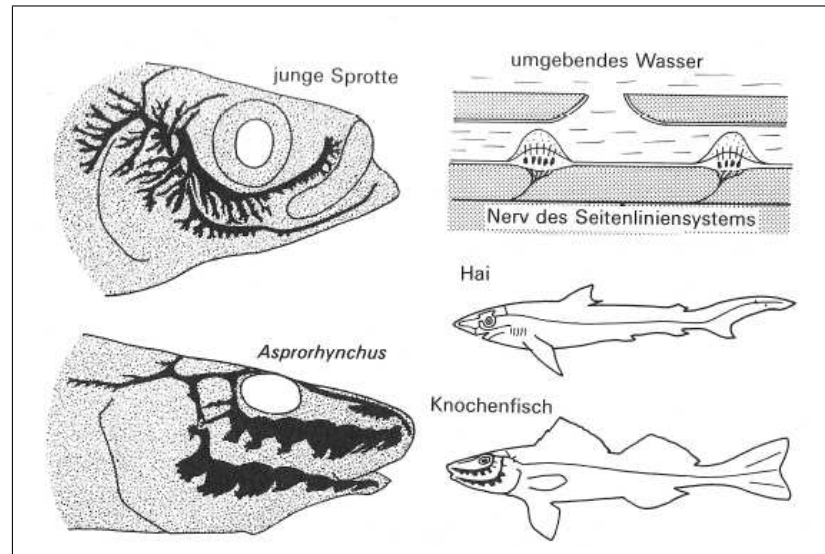 junge Sprotte
umgebendes Wasser
Nerv des Seitenliniensystems
Hai
Asprorhynchus
Knochenfisch